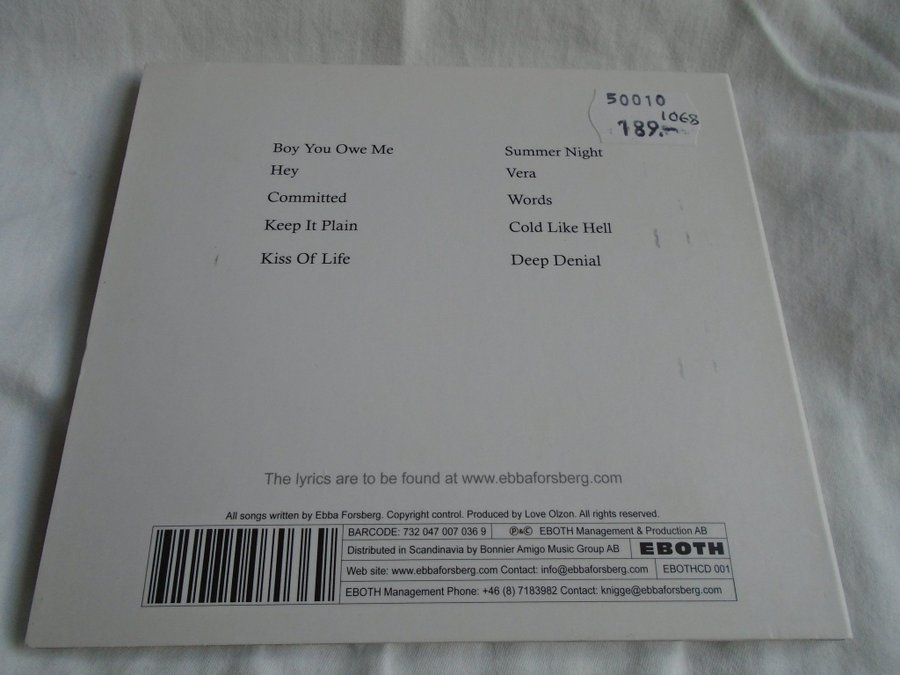 50010
1068
189.-
Boy You Owe Me
Hey
Committed
Keep It Plain
Kiss Of Life
Summer Night
Vera
Words
Cold Like Hell
Deep Denial
The lyrics are to be found at www.ebbaforsberg.com
All songs written by Ebba Forsberg. Copyright control. Produced by Love Olzon. All rights reserved.
BARCODE: 732 047 007 036 9
P&C EBOTH Management & Production AB
Distributed in Scandinavia by Bonnier Amigo Music Group AB
EBOTH
Web site: www.ebbaforsberg.com Contact: info@ebbaforsberg.com
EBOTHCD 001
EBOTH Management Phone: +46 (8) 7183982 Contact: knigge@ebbaforsberg.com